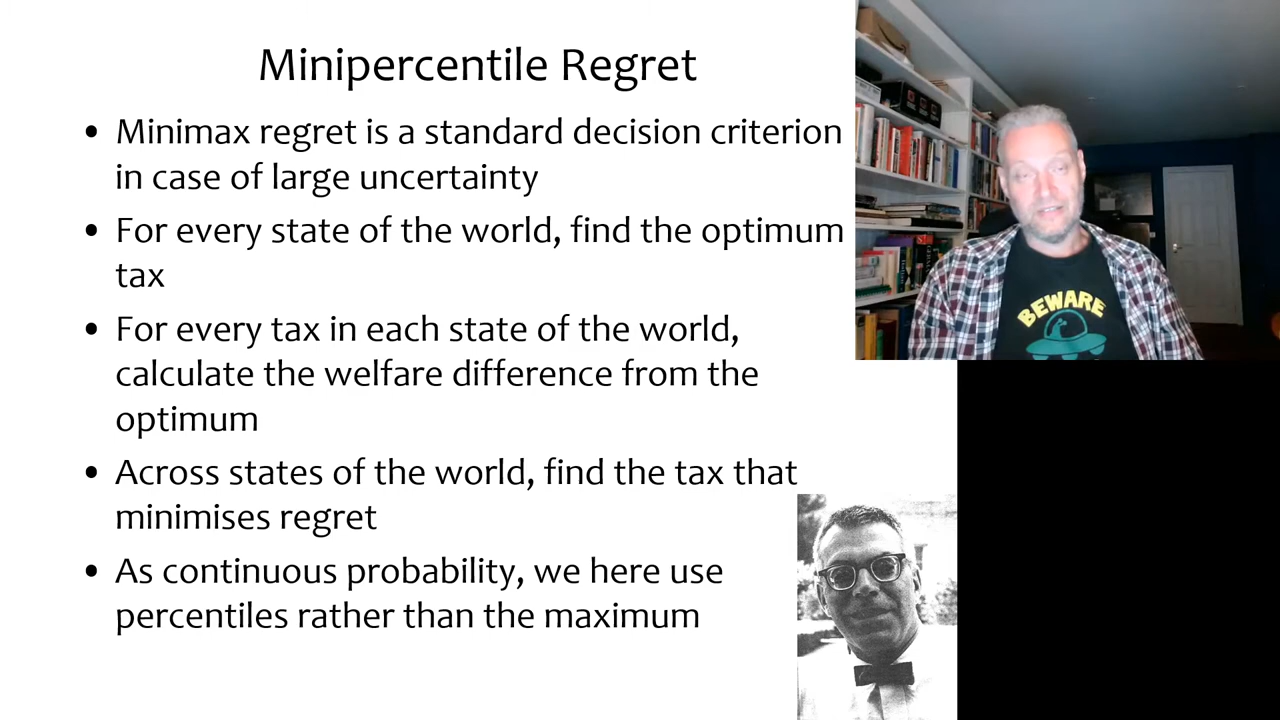 Minipercentile Regret
• Minimax regret is a standard decision criterion
in case of large uncertainty
• For every state of the world, find the optimum
tax
• For every tax in each state of the world,
calculate the welfare difference from the
optimum
• Across states of the world, find the tax that
minimises regret
• As continuous probability, we here use
percentiles rather than the maximum
BEWARE